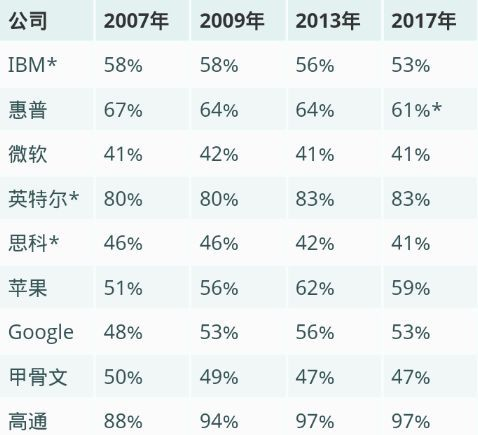 公司 2007年 2009年 2013年 2017年
IBM* 58% 58% 56% 53%
惠普 67% 64% 64% 61%*
微软 41% 42% 41% 41%
英特尔* 80% 80% 83% 83%
思科* 46% 46% 42% 41%
苹果 51% 56% 62% 59%
Google 48% 53% 56% 53%
甲骨文 50% 49% 47% 47%
高通 88% 94% 97% 97%